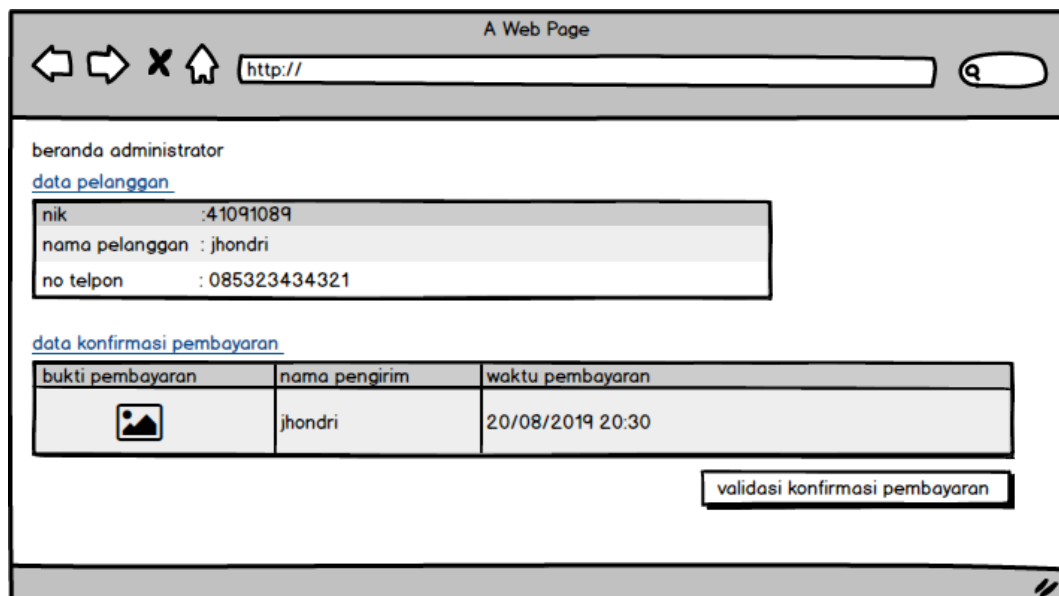 A Web Page
http://
beranda administrator
data pelanggan
nik :41091089
nama pelanggan : jhondri
no telpon : 085323434321
data konfirmasi pembayaran
bukti pembayaran nama pengirim waktu pembayaran
jhondri 20/08/2019 20:30
validasi konfirmasi pembayaran